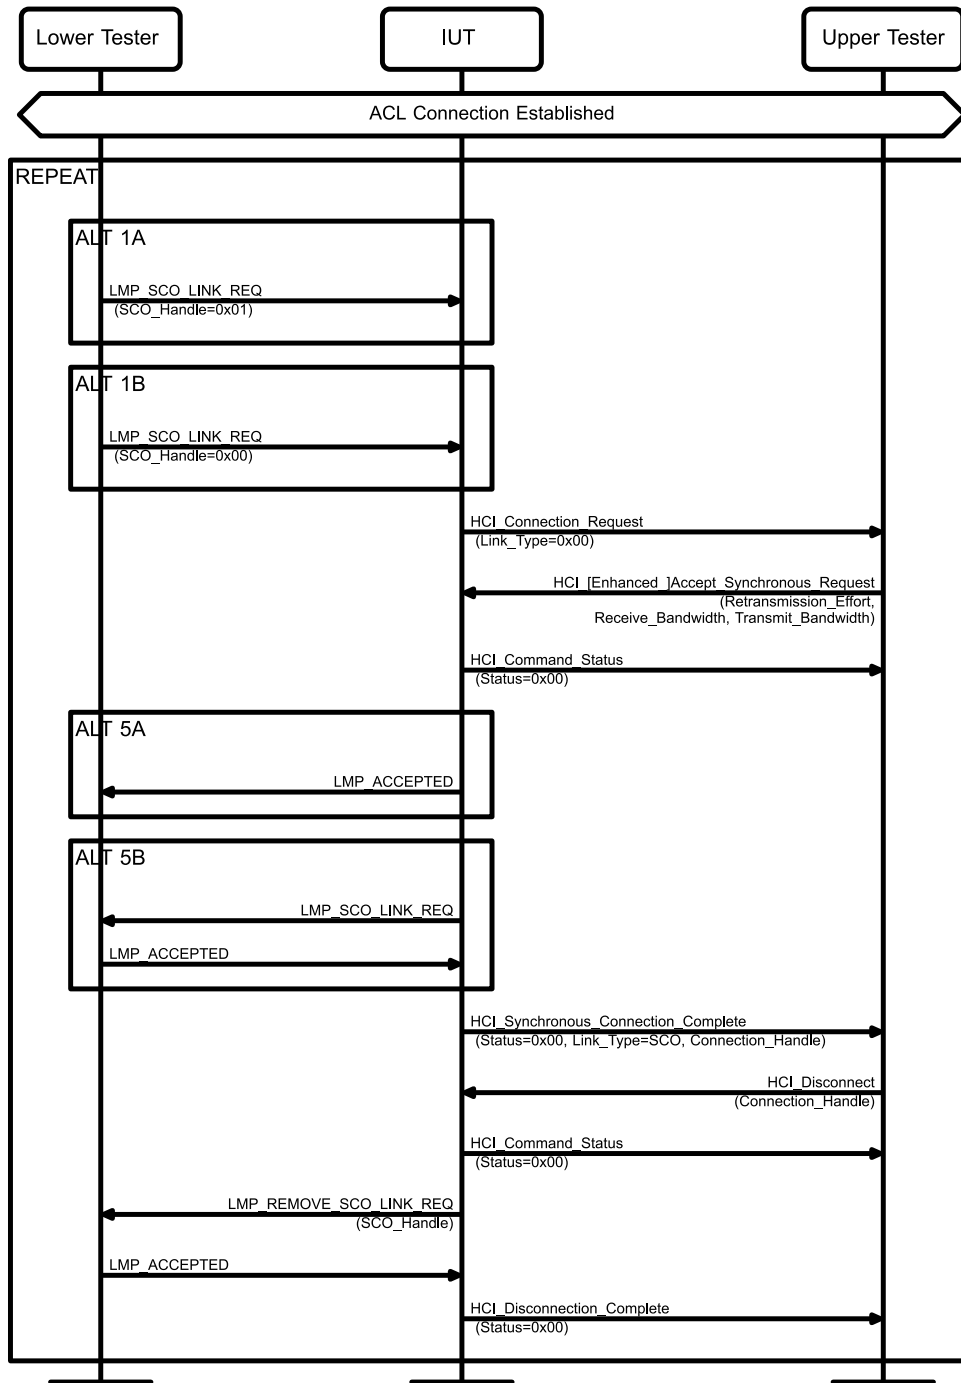 Lower Tester
IUT
Upper Tester
ACL Connection Established
REPEAT
ALT 1A
LMP_SCO_LINK_REQ
(SCO_Handle=0x01)
ALT 1B
LMP_SCO_LINK_REQ
(SCO_Handle=0x00)
HCI_Connection_Request
(Link_Type=0x00)
HCI_[Enhanced_]Accept_Synchronous_Request
(Retransmission_Effort,
Receive_Bandwidth, Transmit_Bandwidth)
HCI_Command_Status
(Status=0x00)
ALT 5A
LMP_ACCEPTED
ALT 5B
LMP_SCO_LINK_REQ
LMP_ACCEPTED
HCI_Synchronous_Connection_Complete
(Status=0x00, Link_Type=SCO, Connection_Handle)
HCI_Disconnect
(Connection_Handle)
HCI_Command_Status
(Status=0x00)
LMP_REMOVE_SCO_LINK_REQ
(SCO_Handle)
LMP_ACCEPTED
HCI_Disconnection_Complete
(Status=0x00)